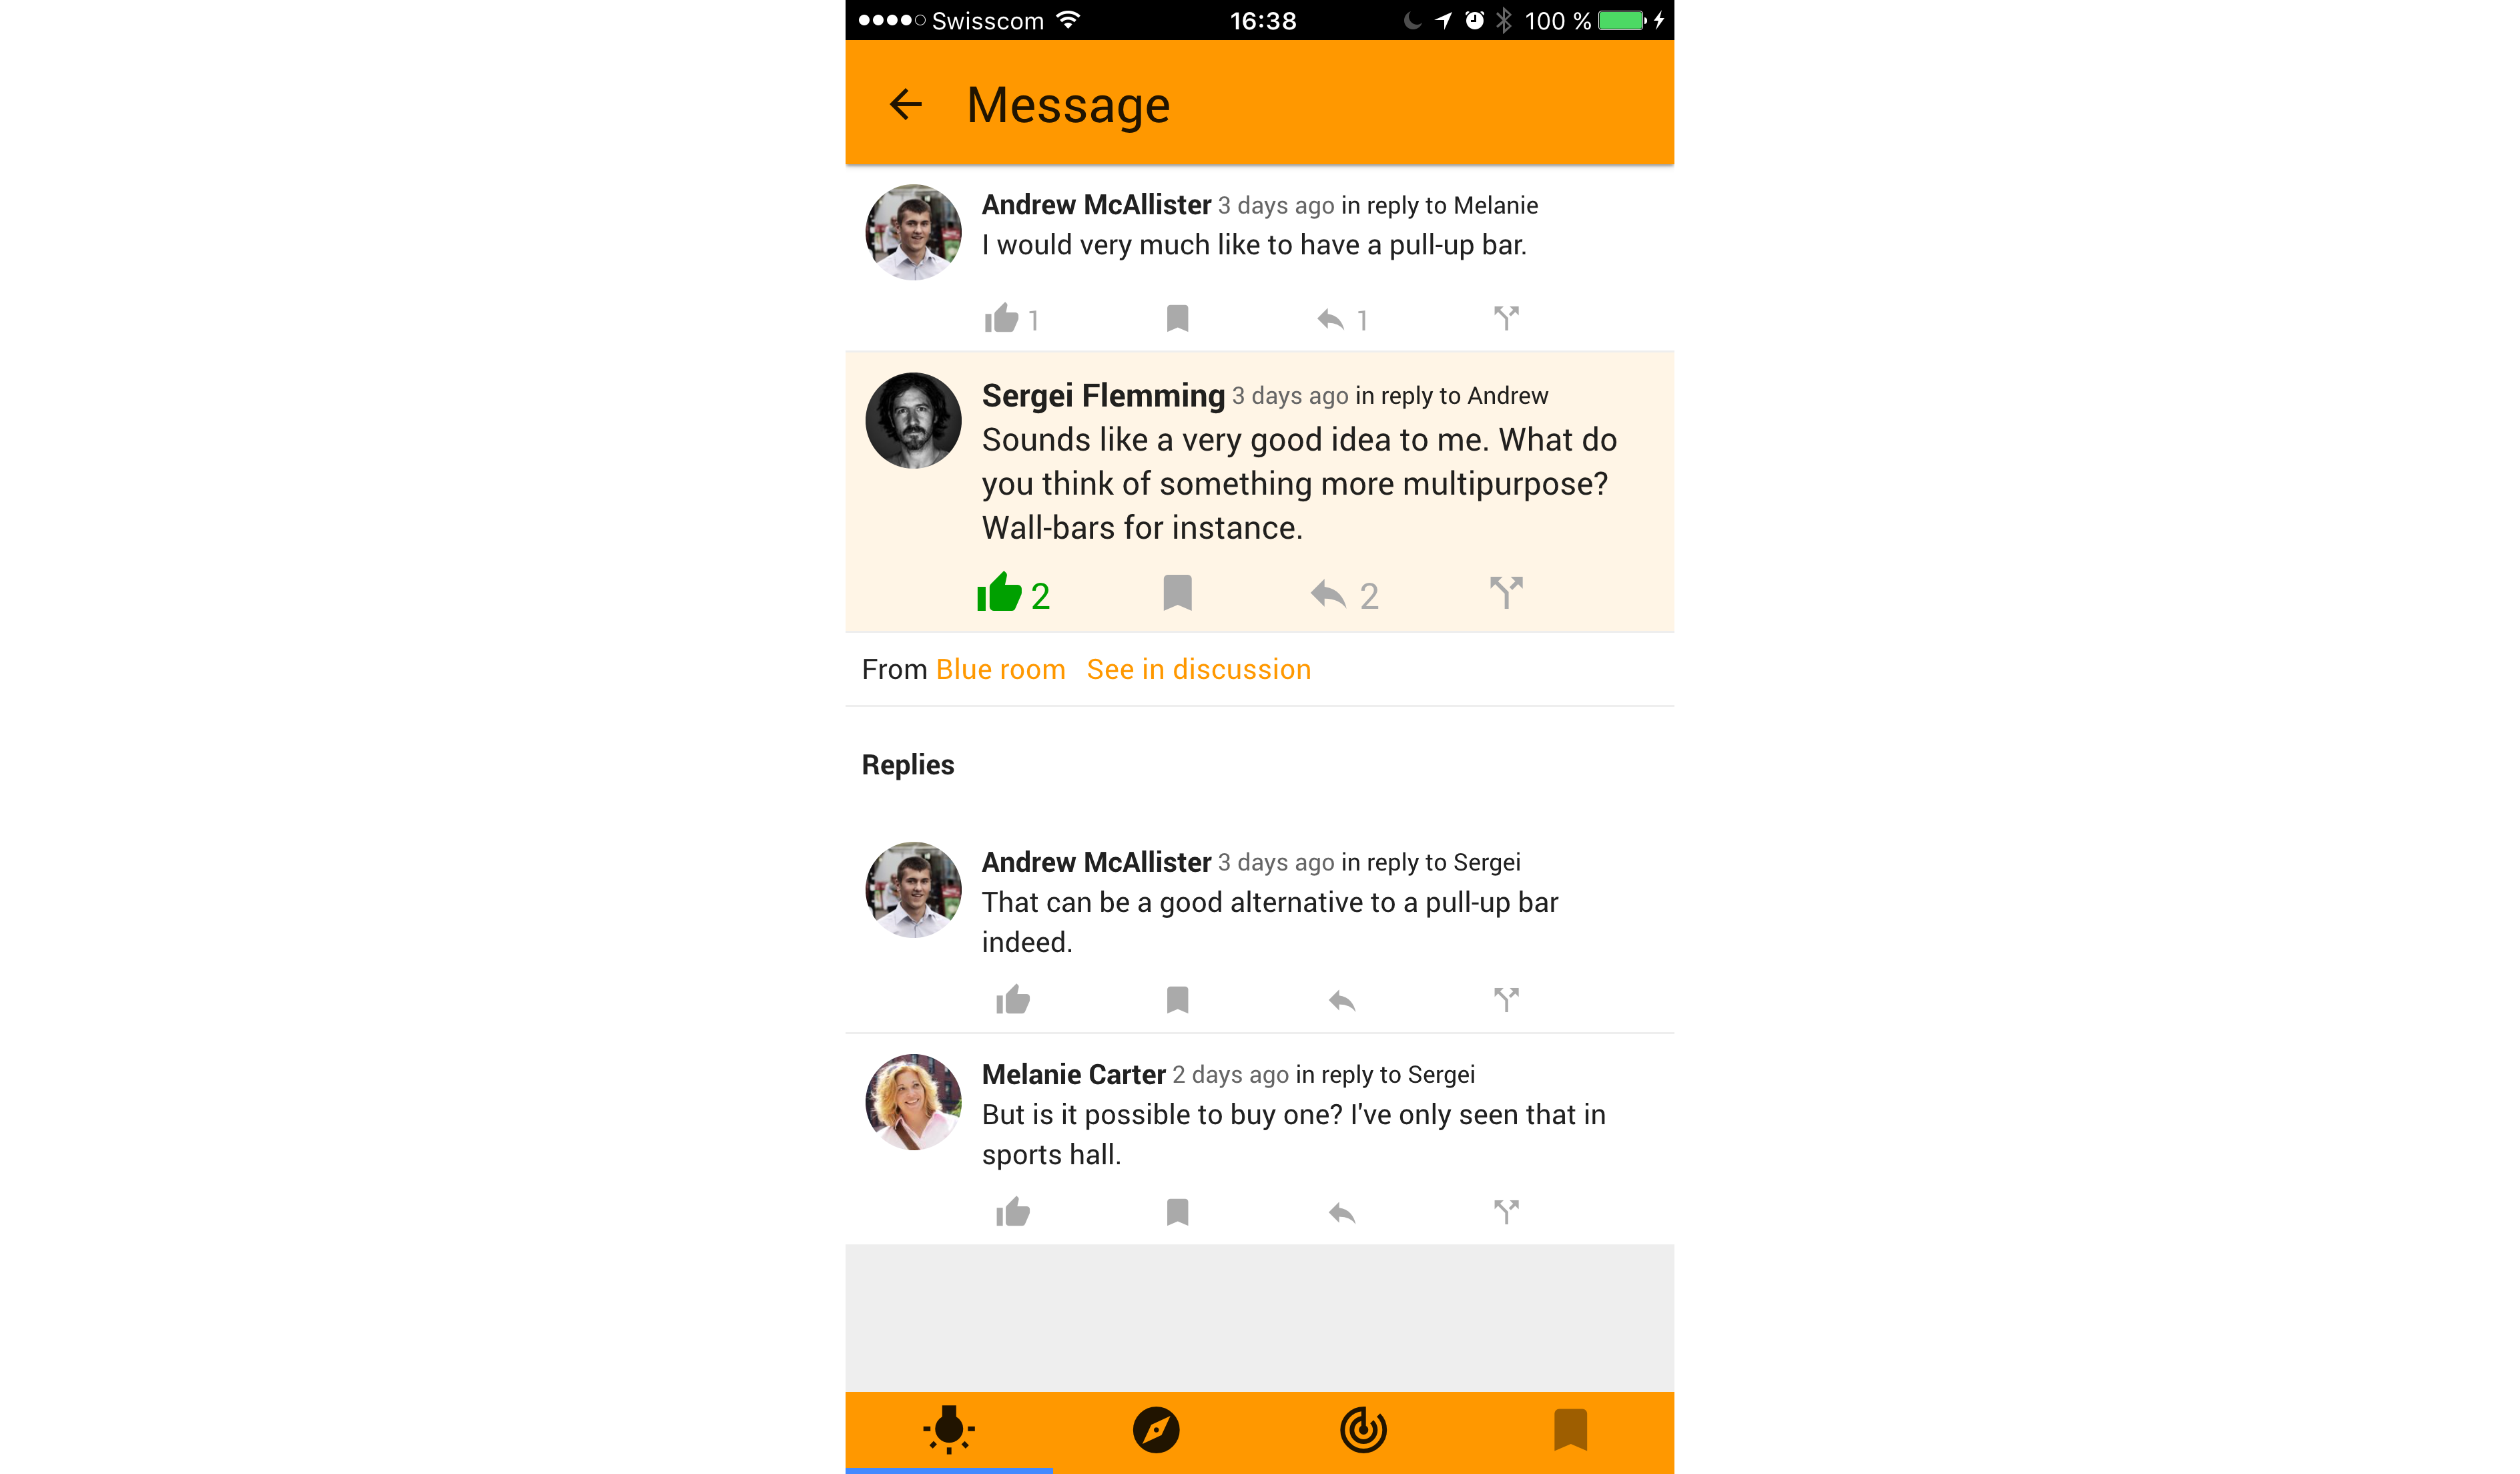 Swisscom 16:38 100 %
Message
Andrew McAllister 3 days ago in reply to Melanie
I would very much like to have a pull-up bar.
1 1
Sergei Flemming 3 days ago in reply to Andrew
Sounds like a very good idea to me. What do
you think of something more multipurpose?
Wall-bars for instance.
2 2
From Blue room See in discussion
Replies
Andrew McAllister 3 days ago in reply to Sergei
That can be a good alternative to a pull-up bar
indeed.
Melanie Carter 2 days ago in reply to Sergei
But is it possible to buy one? I've only seen that in
sports hall.